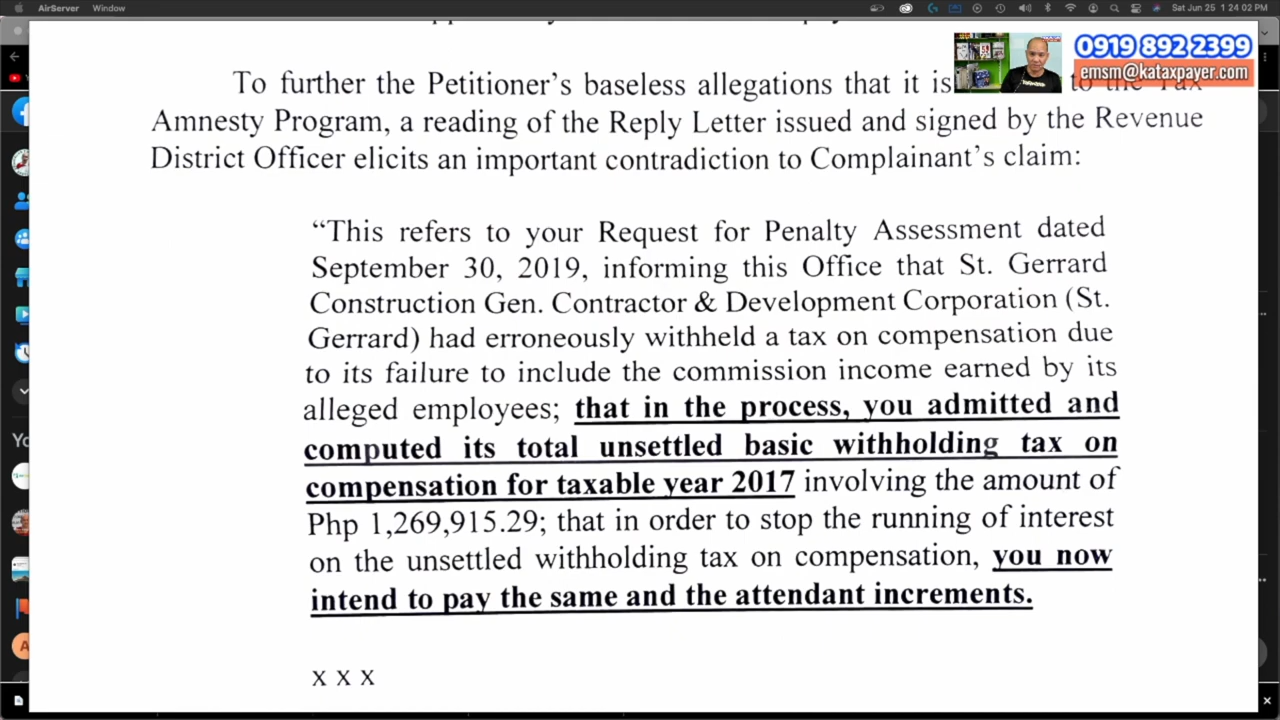 AirServer Window
Sat Jun 25 1 24 02 PM
0919 892 2399
emsm@kataxpayer.com
To further the Petitioner's baseless allegations that it is to the Tax
Amnesty Program, a reading of the Reply Letter issued and signed by the Revenue
District Officer elicits an important contradiction to Complainant's claim:
“This refers to your Request for Penalty Assessment dated
September 30, 2019, informing this Office that St. Gerrard
Construction Gen. Contractor & Development Corporation (St.
Gerrard) had erroneously withheld a tax on compensation due
to its failure to include the commission income earned by its
alleged employees; that in the process, you admitted and
computed its total unsettled basic withholding tax on
compensation for taxable year 2017 involving the amount of
Php 1,269,915.29; that in order to stop the running of interest
on the unsettled withholding tax on compensation, you now
intend to pay the same and the attendant increments.
x x x